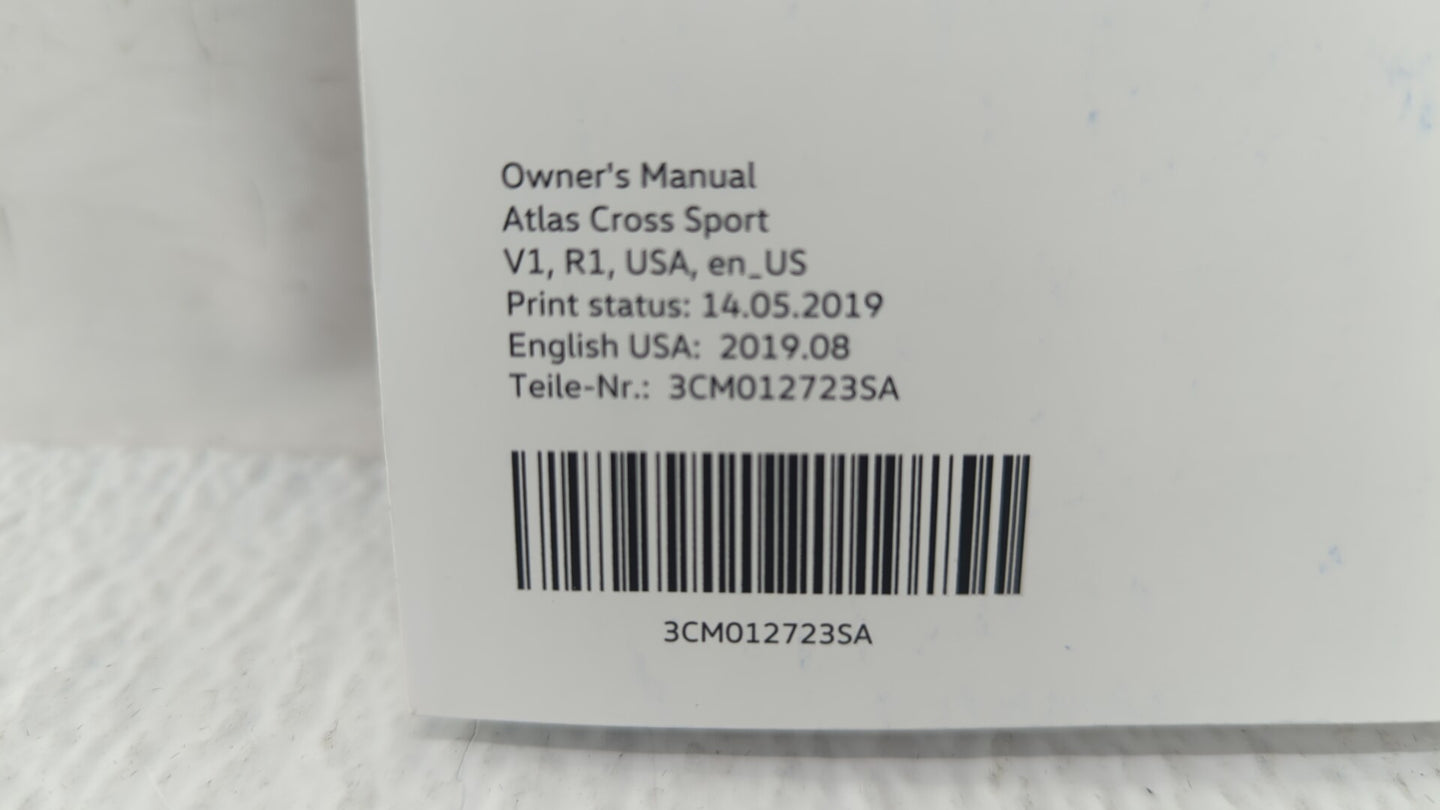 Owner's Manual
Atlas Cross Sport
V1, R1, USA, en_US
Print status: 14.05.2019
English USA: 2019.08
Teile-Nr.: 3CM012723SA
3CM012723SA